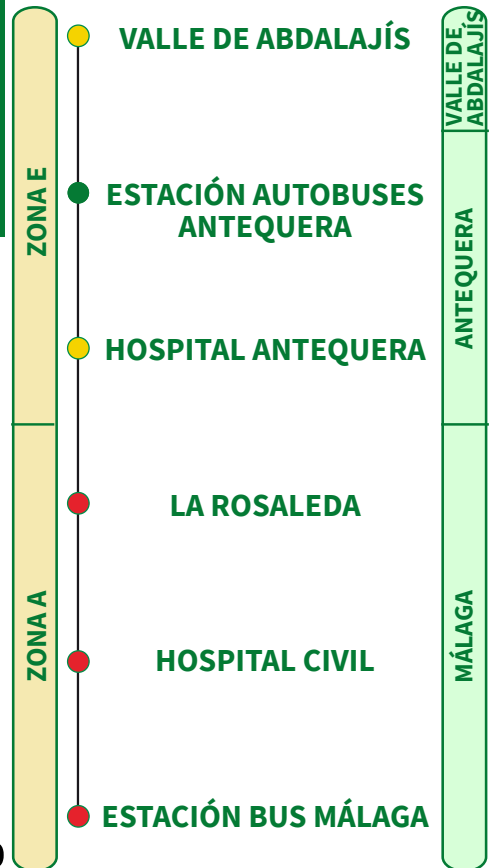 VALLE DE ABDALAJÍS
ESTACIÓN AUTOBUSES
ANTEQUERA
HOSPITAL ANTEQUERA
LA ROSALEDA
HOSPITAL CIVIL
ESTACIÓN BUS MÁLAGA
ZONA E
ZONA A
VALLE DE
ABDALAJÍS
ANTEQUERA
MÁLAGA